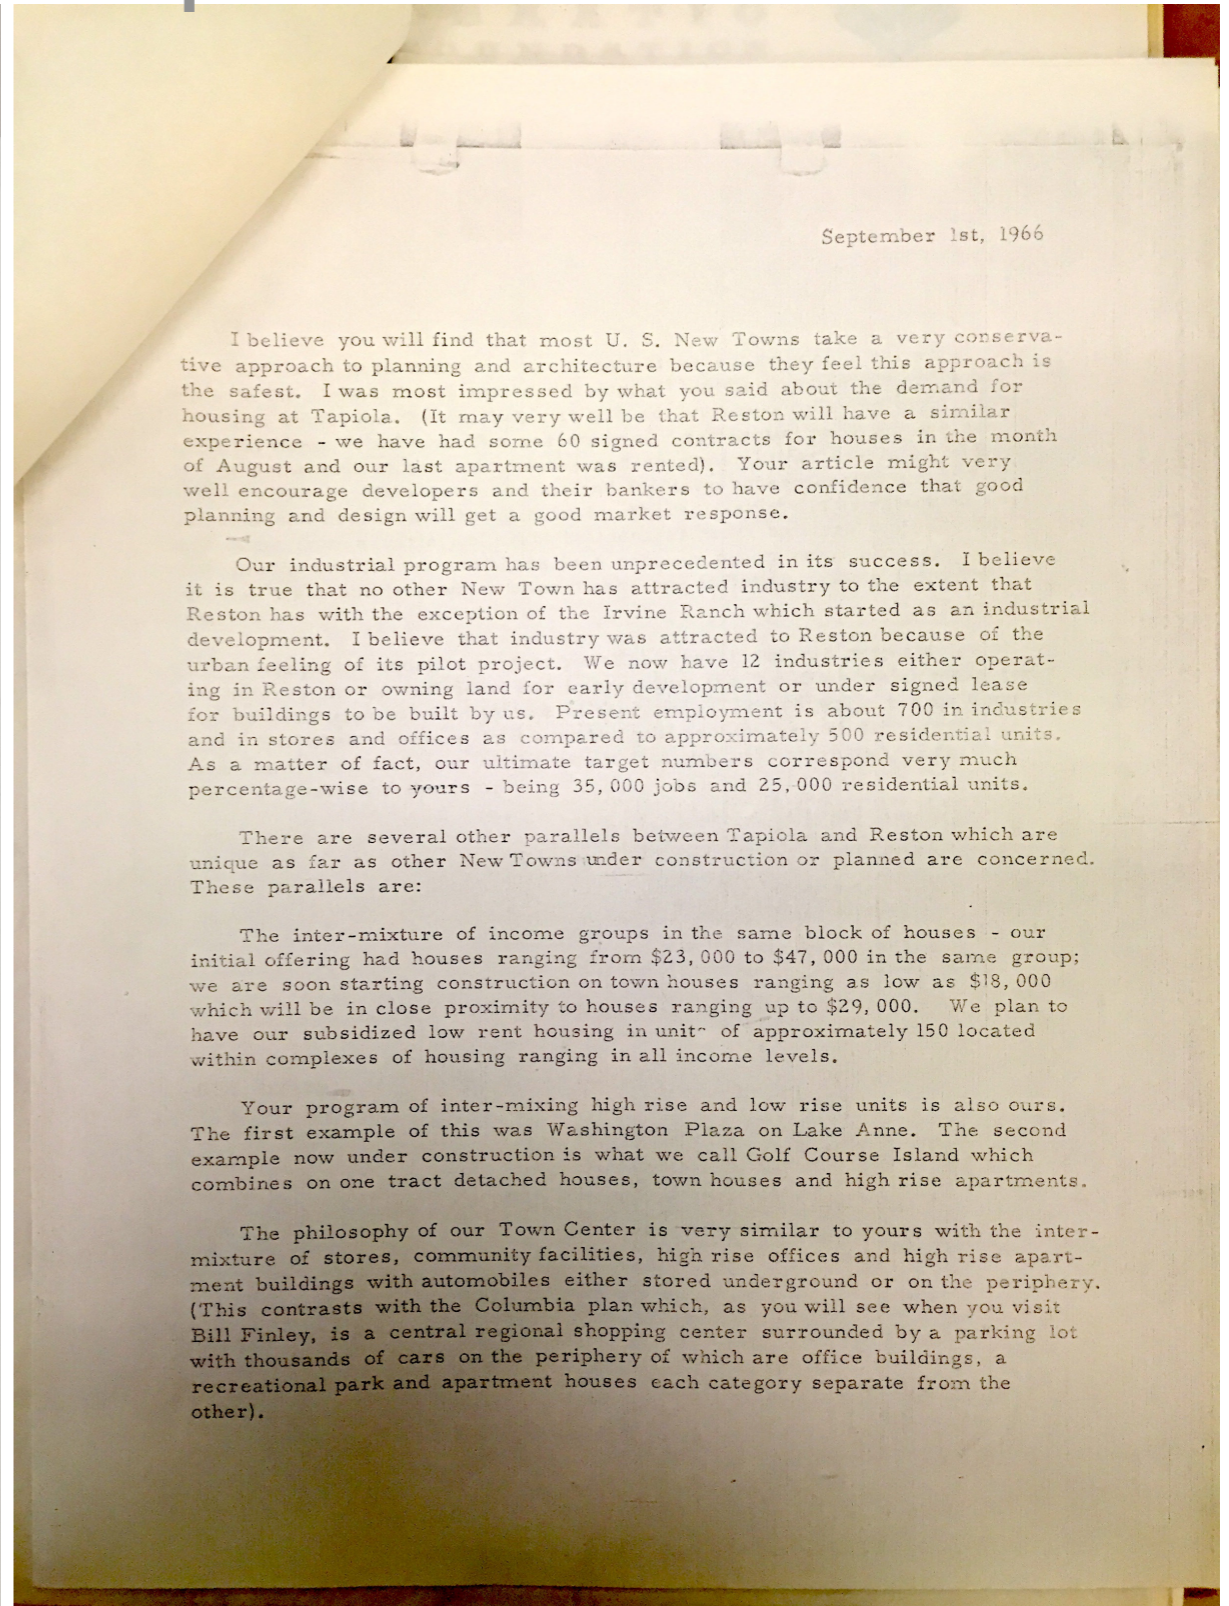 September 1st, 1966
I believe you will find that most U. S. New Towns take a very conserva-
tive approach to planning and architecture because they feel this approach is
the safest. I was most impressed by what you said about the demand for
housing at Tapiola. (It may very well be that Reston will have a similar
experience - we have had some 60 signed contracts for houses in the month
of August and our last apartment was rented). Your article might very
well encourage developers and their bankers to have confidence that good
planning and design will get a good market response.
Our industrial program has been unprecedented in its success. I believe
it is true that no other New Town has attracted industry to the extent that
Reston has with the exception of the Irvine Ranch which started as an industrial
development. I believe that industry was attracted to Reston because of the
urban feeling of its pilot project. We now have 12 industries either operat-
ing in Reston or owning land for early development or under signed lease
for buildings to be built by us. Present employment is about 700 in industries
and in stores and offices as compared to approximately 500 residential units.
As a matter of fact, our ultimate target numbers correspond very much
percentage-wise to yours - being 35,000 jobs and 25,000 residential units.
There are several other parallels between Tapiola and Reston which are
unique as far as other New Towns under construction or planned are concerned.
These parallels are:
The inter-mixture of income groups in the same block of houses - our
initial offering had houses ranging from $23,000 to $47,000 in the same group;
we are soon starting construction on town houses ranging as low as $18,000
which will be in close proximity to houses ranging up to $29,000. We plan to
have our subsidized low rent housing in unit of approximately 150 located
within complexes of housing ranging in all income levels.
Your program of inter-mixing high rise and low rise units is also ours.
The first example of this was Washington Plaza on Lake Anne. The second
example now under construction is what we call Golf Course Island which
combines on one tract detached houses, town houses and high rise apartments.
The philosophy of our Town Center is very similar to yours with the inter-
mixture of stores, community facilities, high rise offices and high rise apart-
ment buildings with automobiles either stored underground or on the periphery.
(This contrasts with the Columbia plan which, as you will see when you visit
Bill Finley, is a central regional shopping center surrounded by a parking lot
with thousands of cars on the periphery of which are office buildings, a
recreational park and apartment houses each category separate from the
other).